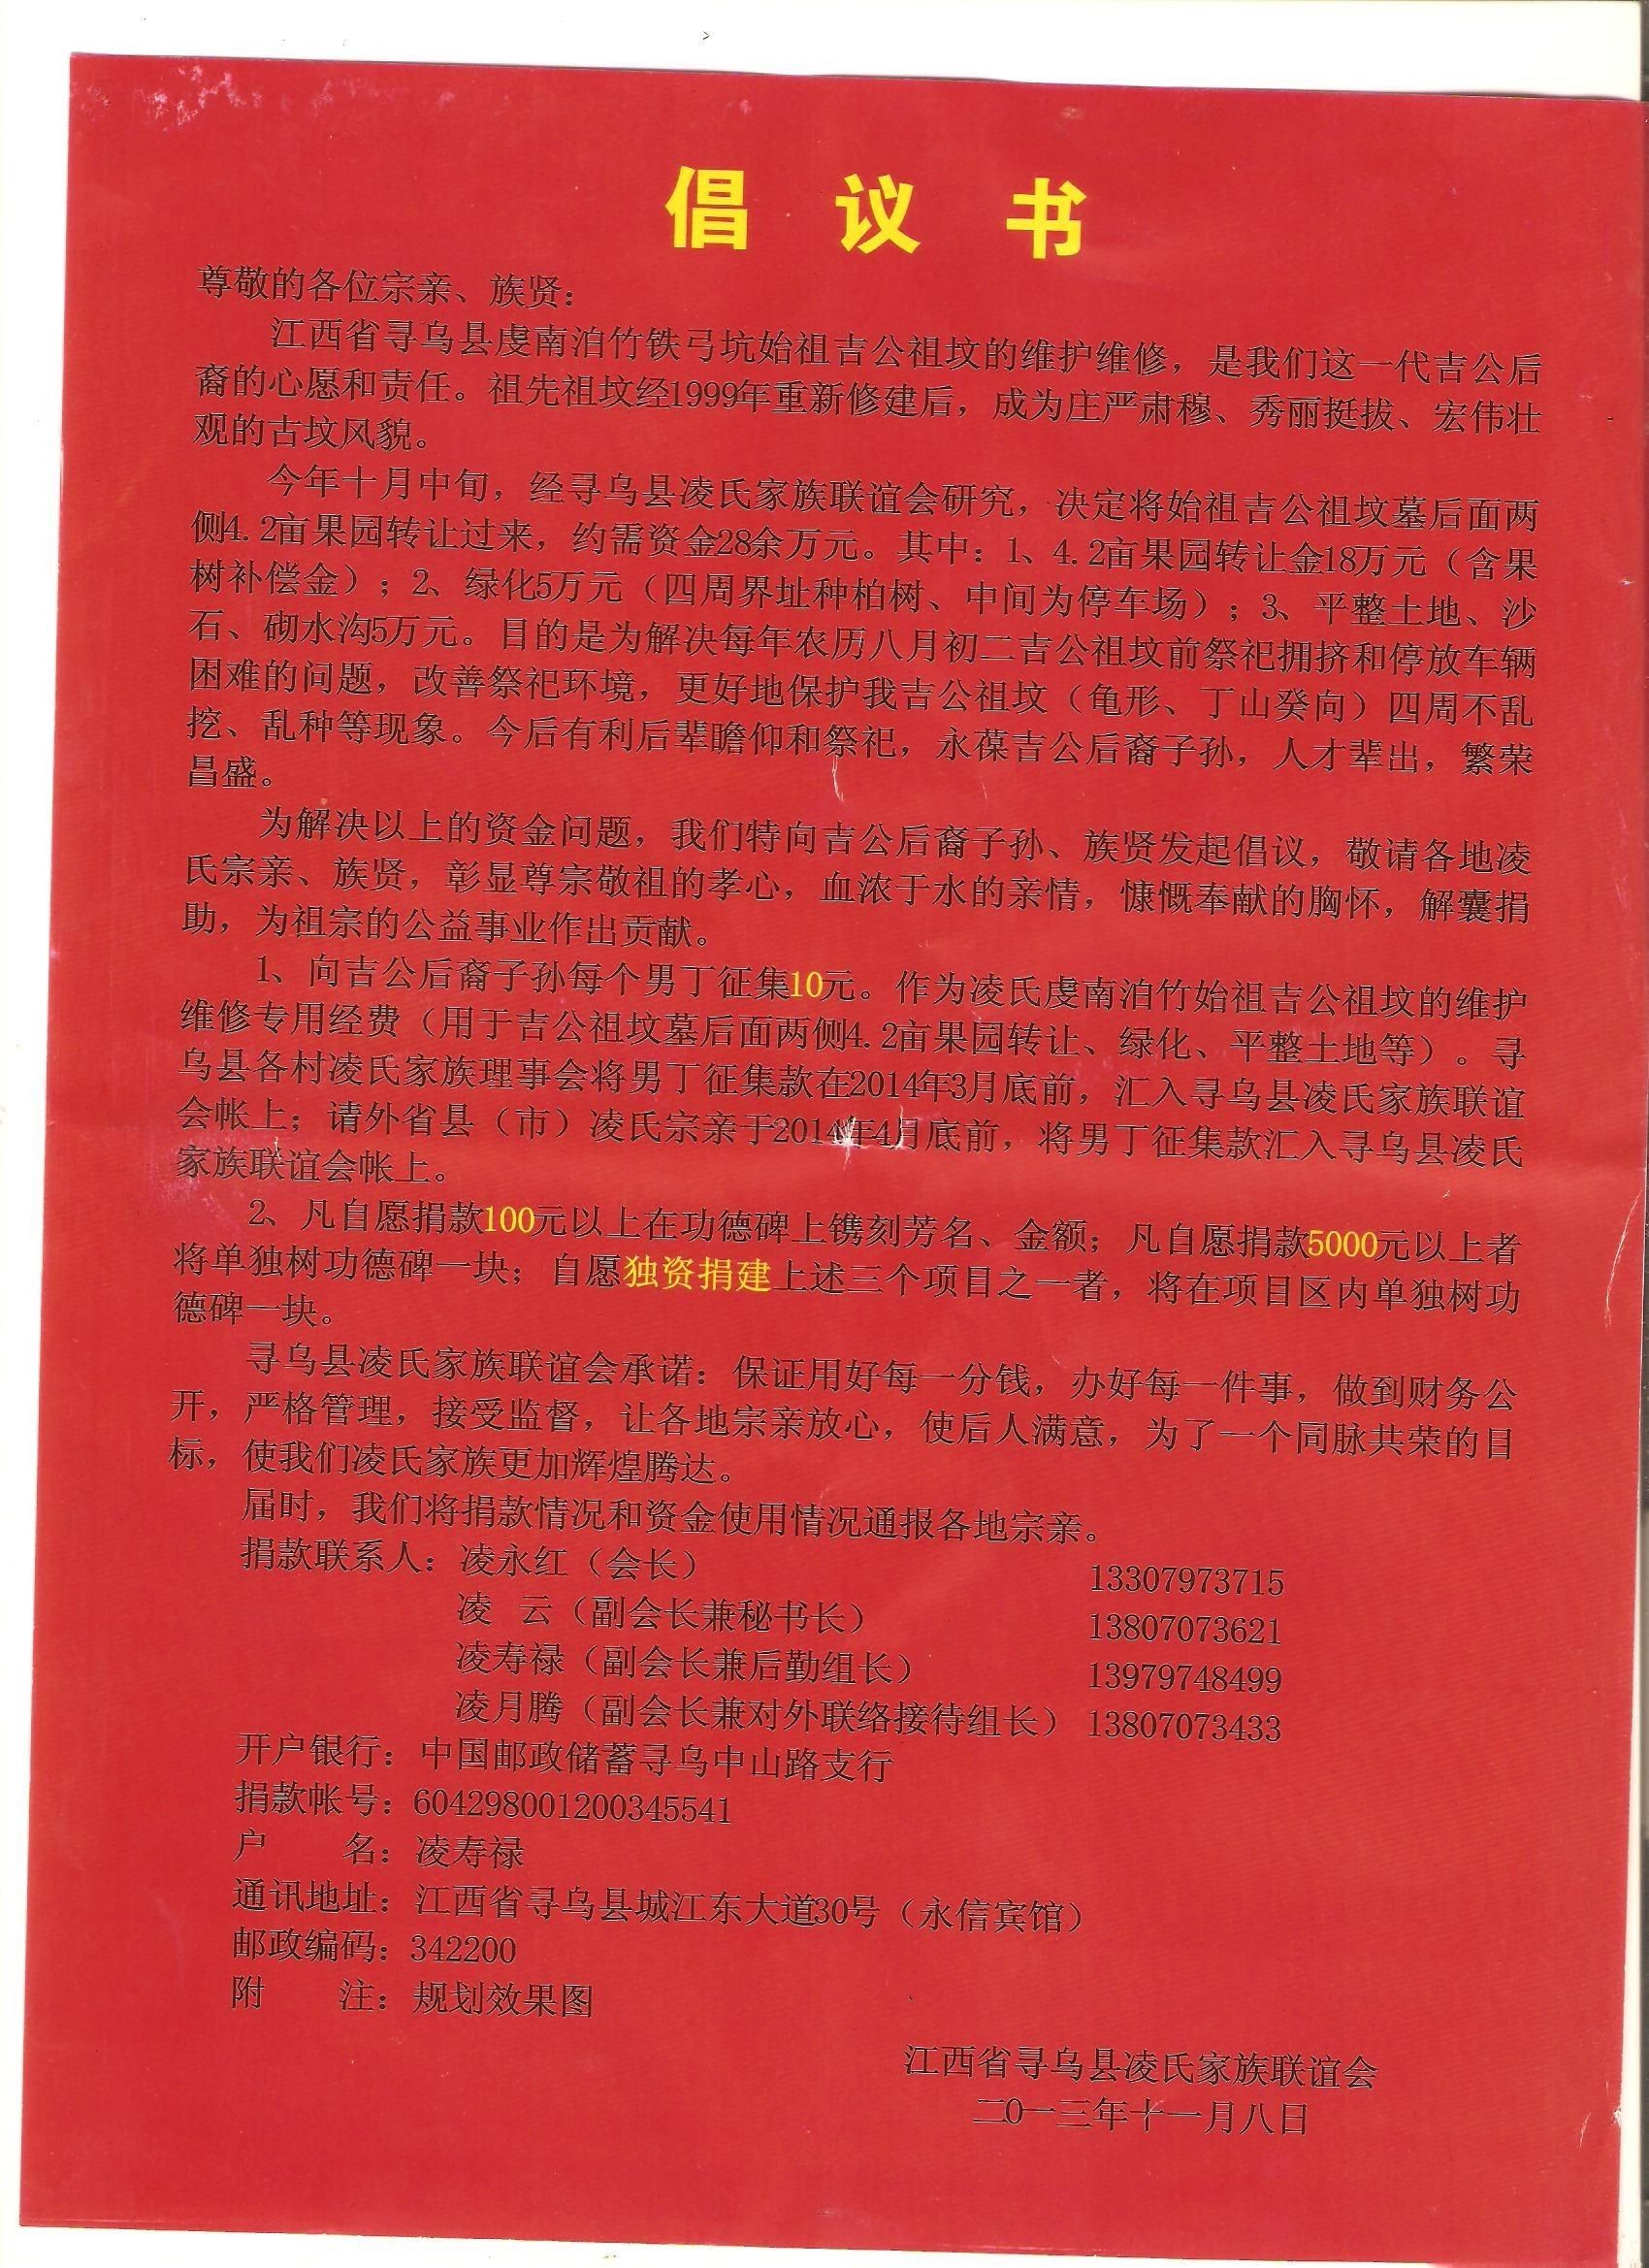 倡 议 书
尊敬的各位宗亲、族贤：
江西省寻乌县虔南泊竹铁弓坑始祖吉公祖坟的维护维修，是我们这一代吉公后
裔的心愿和责任。祖先祖坟经1999年重新修建后，成为庄严肃穆、秀丽挺拔、宏伟壮
观的古坟风貌。
今年十月中旬，经寻乌县凌氏家族联谊会研究，决定将始祖吉公祖坟墓后面两
侧4.2亩果园转让过来，约需资金28余万元。其中：1、4.2亩果园转让金18万元（含果
树补偿金）；2、绿化5万元（四周界址种柏树、中间为停车场）；3、平整土地、沙
石、砌水沟5万元。目的是为解决每年农历八月初二吉公祖坟前祭祀拥挤和停放车辆
困难的问题，改善祭祀环境，更好地保护我吉公祖坟（龟形、丁山癸向）四周不乱
挖、乱种等现象。今后有利后辈瞻仰和祭祀，永葆吉公后裔子孙，人才辈出，繁荣
昌盛。
为解决以上的资金问题，我们特向吉公后裔子孙、族贤发起倡议，敬请各地凌
氏宗亲、族贤，彰显尊宗敬祖的孝心，血浓于水的亲情，慷慨奉献的胸怀，解囊捐
助，为祖宗的公益事业作出贡献。
1、向吉公后裔子孙每个男丁征集10元。作为凌氏虔南泊竹始祖吉公祖坟的维护
维修专用经费（用于吉公祖坟墓后面两侧4.2亩果园转让、绿化、平整土地等）。寻
乌县各村凌氏家族理事会将男丁征集款在2014年3月底前，汇入寻乌县凌氏家族联谊
会帐上；请外省县（市）凌氏宗亲于2014年4月底前，将男丁征集款汇入寻乌县凌氏
家族联谊会帐上。
2、凡自愿捐款100元以上在功德碑上镌刻芳名、金额；凡自愿捐款5000元以上者
将单独树功德碑一块；自愿独资捐建上述三个项目之一者，将在项目区内单独树功
德碑一块。
寻乌县凌氏家族联谊会承诺：保证用好每一分钱，办好每一件事，做到财务公
开，严格管理，接受监督，让各地宗亲放心，使后人满意，为了一个同脉共荣的目
标，使我们凌氏家族更加辉煌腾达。
届时，我们将捐款情况和资金使用情况通报各地宗亲。
捐款联系人：凌永红（会长） 13307973715
凌 云（副会长兼秘书长） 13807073621
凌寿禄（副会长兼后勤组长） 13979748499
凌月腾（副会长兼对外联络接待组长） 13807073433
开户银行：中国邮政储蓄寻乌中山路支行
捐款帐号：604298001200345541
户 名：凌寿禄
通讯地址：江西省寻乌县城江东大道30号（永信宾馆）
邮政编码：342200
附 注：规划效果图
江西省寻乌县凌氏家族联谊会
二0一三年十一月八日